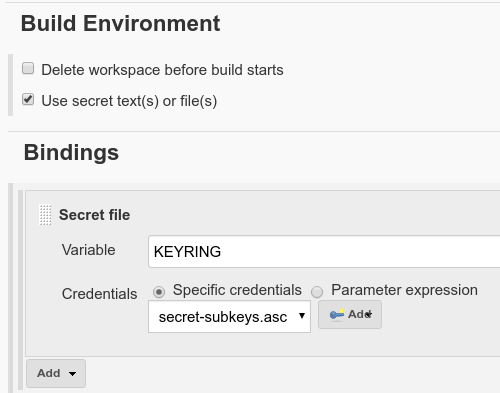 Build Environment
Delete workspace before build starts
Use secret text(s) or file(s)
Bindings
Secret file
Variable KEYRING
Credentials Specific credentials Parameter expression
secret-subkeys.asc Add
Add